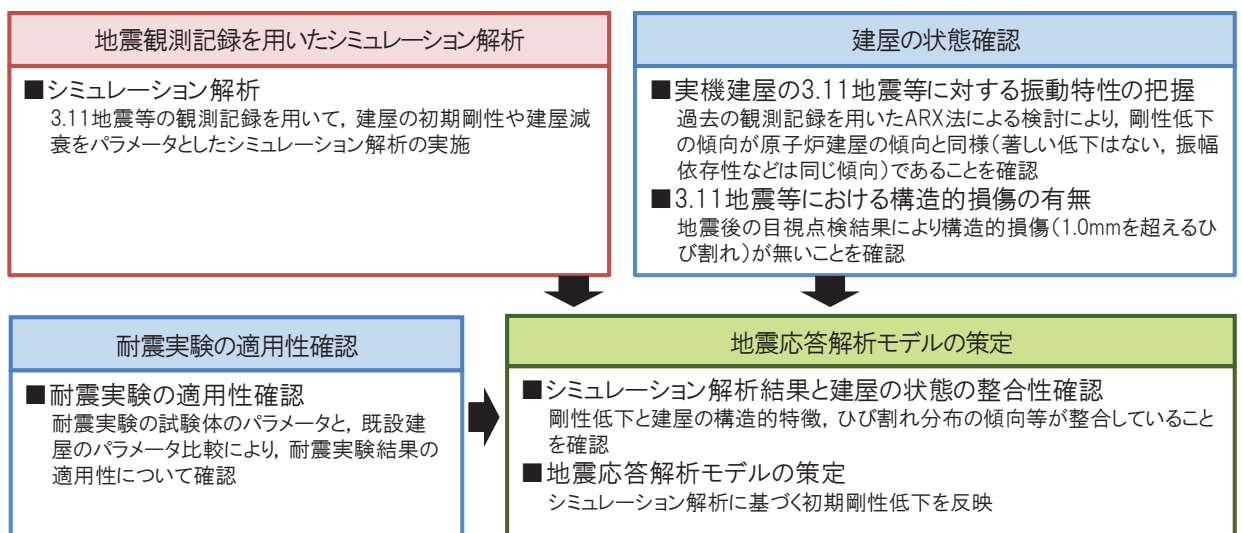 地震観測記録を用いたシミュレーション解析
■シミュレーション解析
3.11地震等の観測記録を用いて，建屋の初期剛性や建屋減
衰をパラメータとしたシミュレーション解析の実施
建屋の状態確認
■実機建屋の3.11地震等に対する振動特性の把握
過去の観測記録を用いたARX法による検討により，剛性低下
の傾向が原子炉建屋の傾向と同様（著しい低下はない，振幅
依存性などは同じ傾向）であることを確認
■3.11地震等における構造的損傷の有無
地震後の目視点検結果により構造的損傷（1.0mmを超えるひ
び割れ）が無いことを確認
耐震実験の適用性確認
■耐震実験の適用性確認
耐震実験の試験体のパラメータと，既設建
屋のパラメータ比較により，耐震実験結果の
適用性について確認
地震応答解析モデルの策定
■シミュレーション解析結果と建屋の状態の整合性確認
剛性低下と建屋の構造的特徴，ひび割れ分布の傾向等が整合していること
を確認
■地震応答解析モデルの策定
シミュレーション解析に基づく初期剛性低下を反映